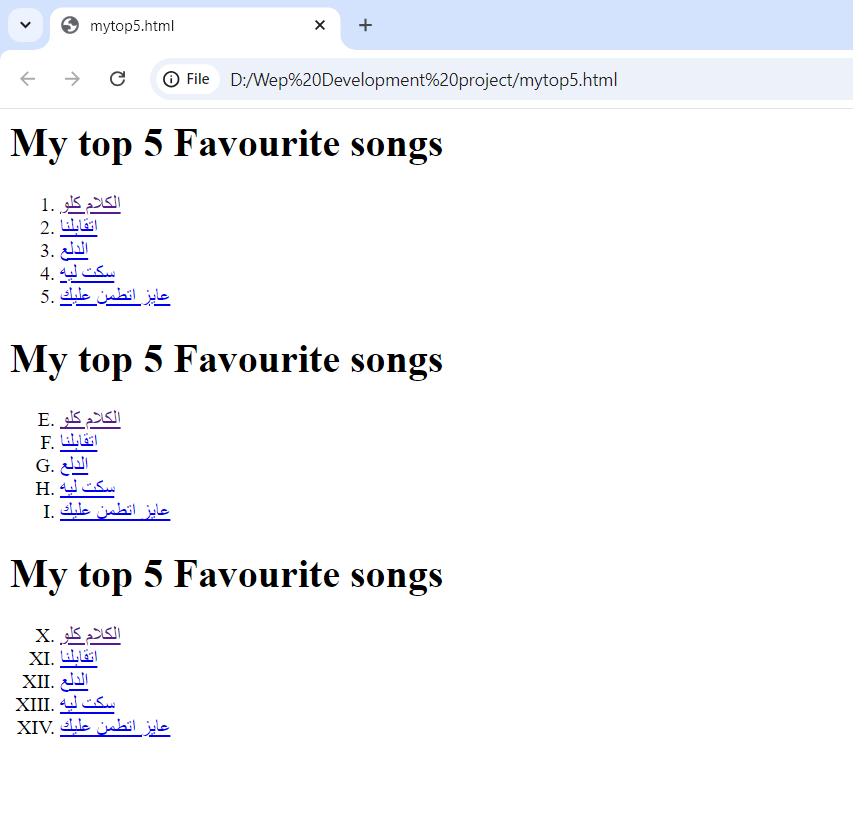 mytop5.html
File D:/Wep%20Development%20project/mytop5.html
My top 5 Favourite songs
1. الكلام كلو
2. اتقابلنا
3. الدلع
4. سكت ليه
5. عايز اتطمن عليك
My top 5 Favourite songs
E. الكلام كلو
F. اتقابلنا
G. الدلع
H. سكت ليه
I. عايز اتطمن عليك
My top 5 Favourite songs
X. الكلام كلو
XI. اتقابلنا
XII. الدلع
XIII. سكت ليه
XIV. عايز اتطمن عليك